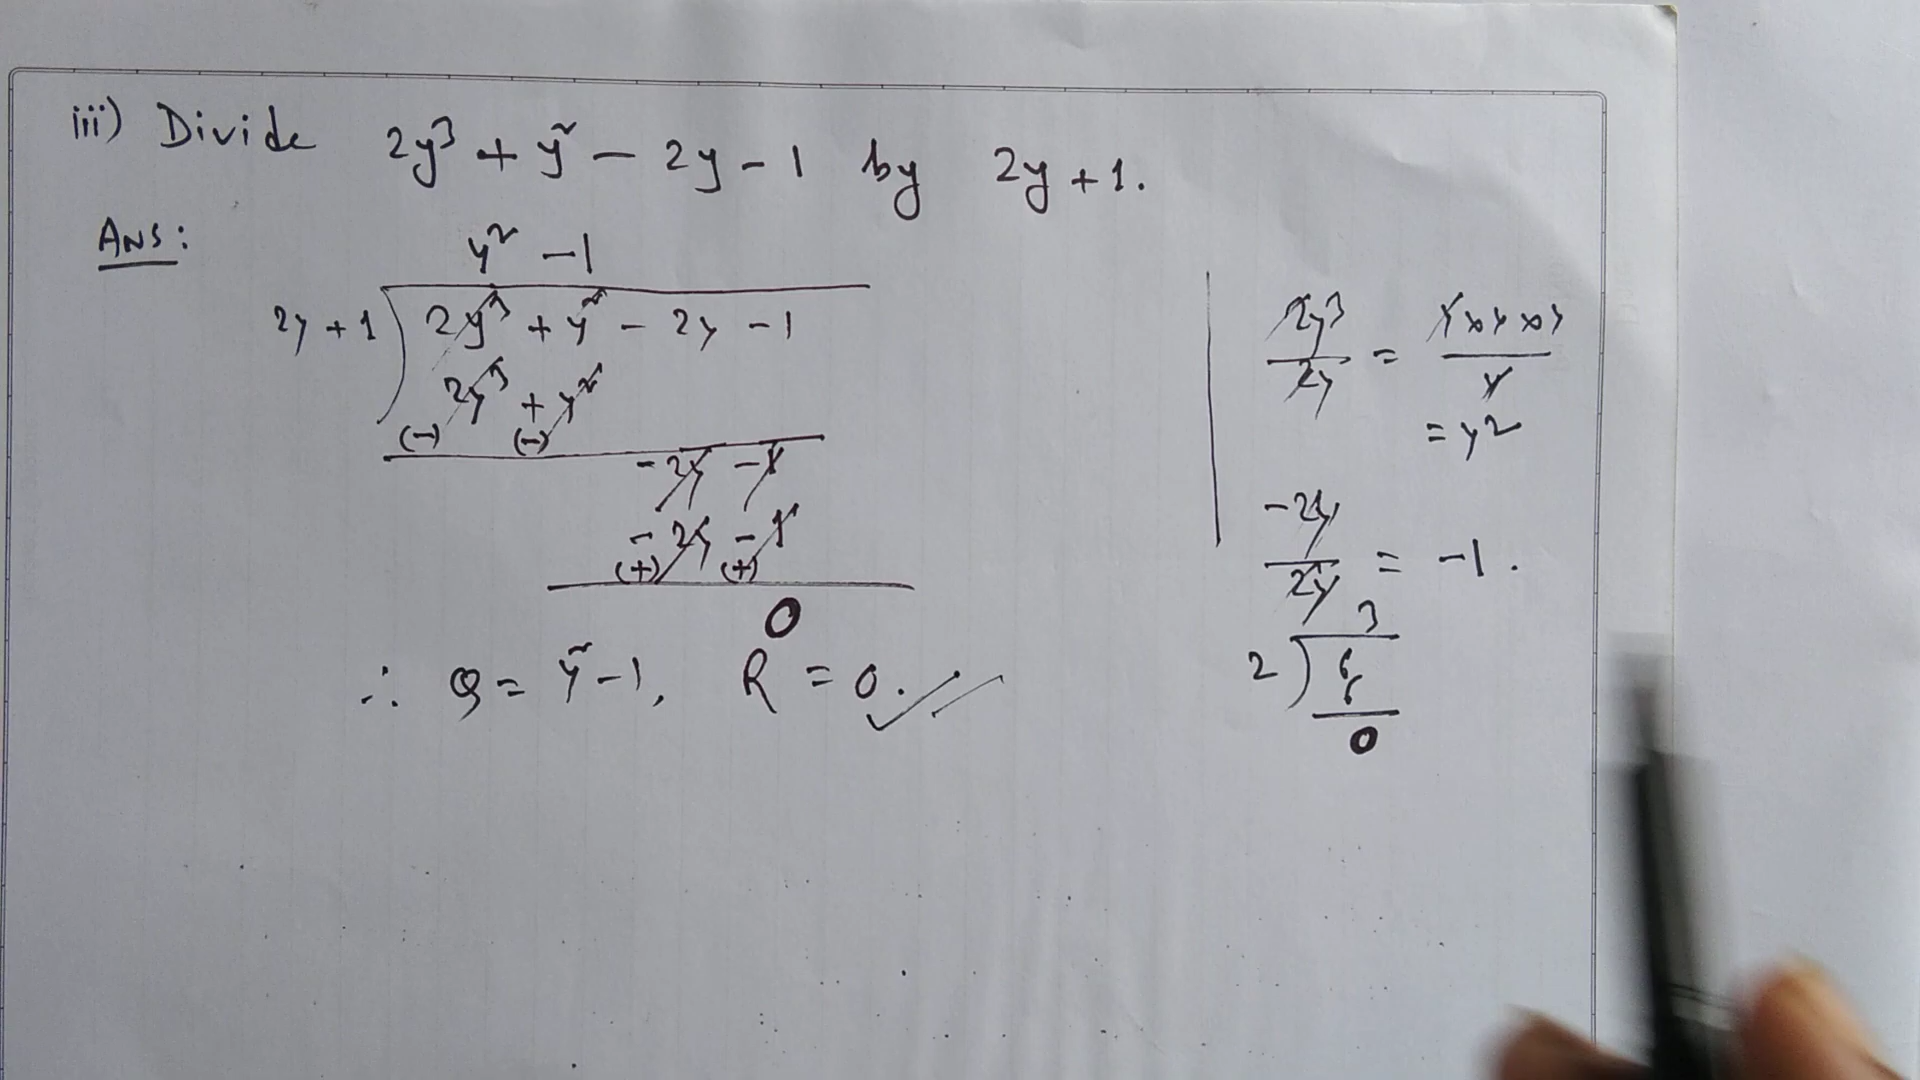 iii) Divide 2y³ + y² - 2y - 1 by 2y + 1.
Ans:
y² - 1
2y + 1 ) 2y³ + y² - 2y - 1
2y³ + y²
(-) (-)
- 2y - 1
- 2y - 1
(+) (+)
0
∴ Q = y² - 1, R = 0.
2y³ / 2y = y x y x y / y
= y²
-2y / 2y = -1.
3
2 ) 6
6
0